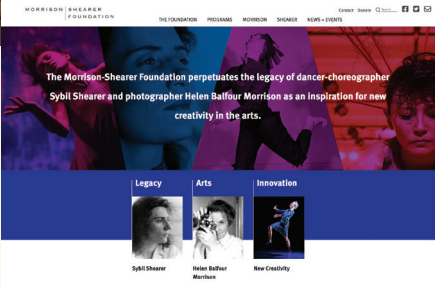 MORRISON SHEARER
FOUNDATION
Contact Donate Search
THE FOUNDATION PROGRAMS MORRISON SHEARER NEWS + EVENTS
The Morrison-Shearer Foundation perpetuates the legacy of dancer-choreographer
Sybil Shearer and photographer Helen Balfour Morrison as an inspiration for new
creativity in the arts.
Legacy Arts Innovation
Sybil Shearer Helen Balfour New Creativity
Morrison